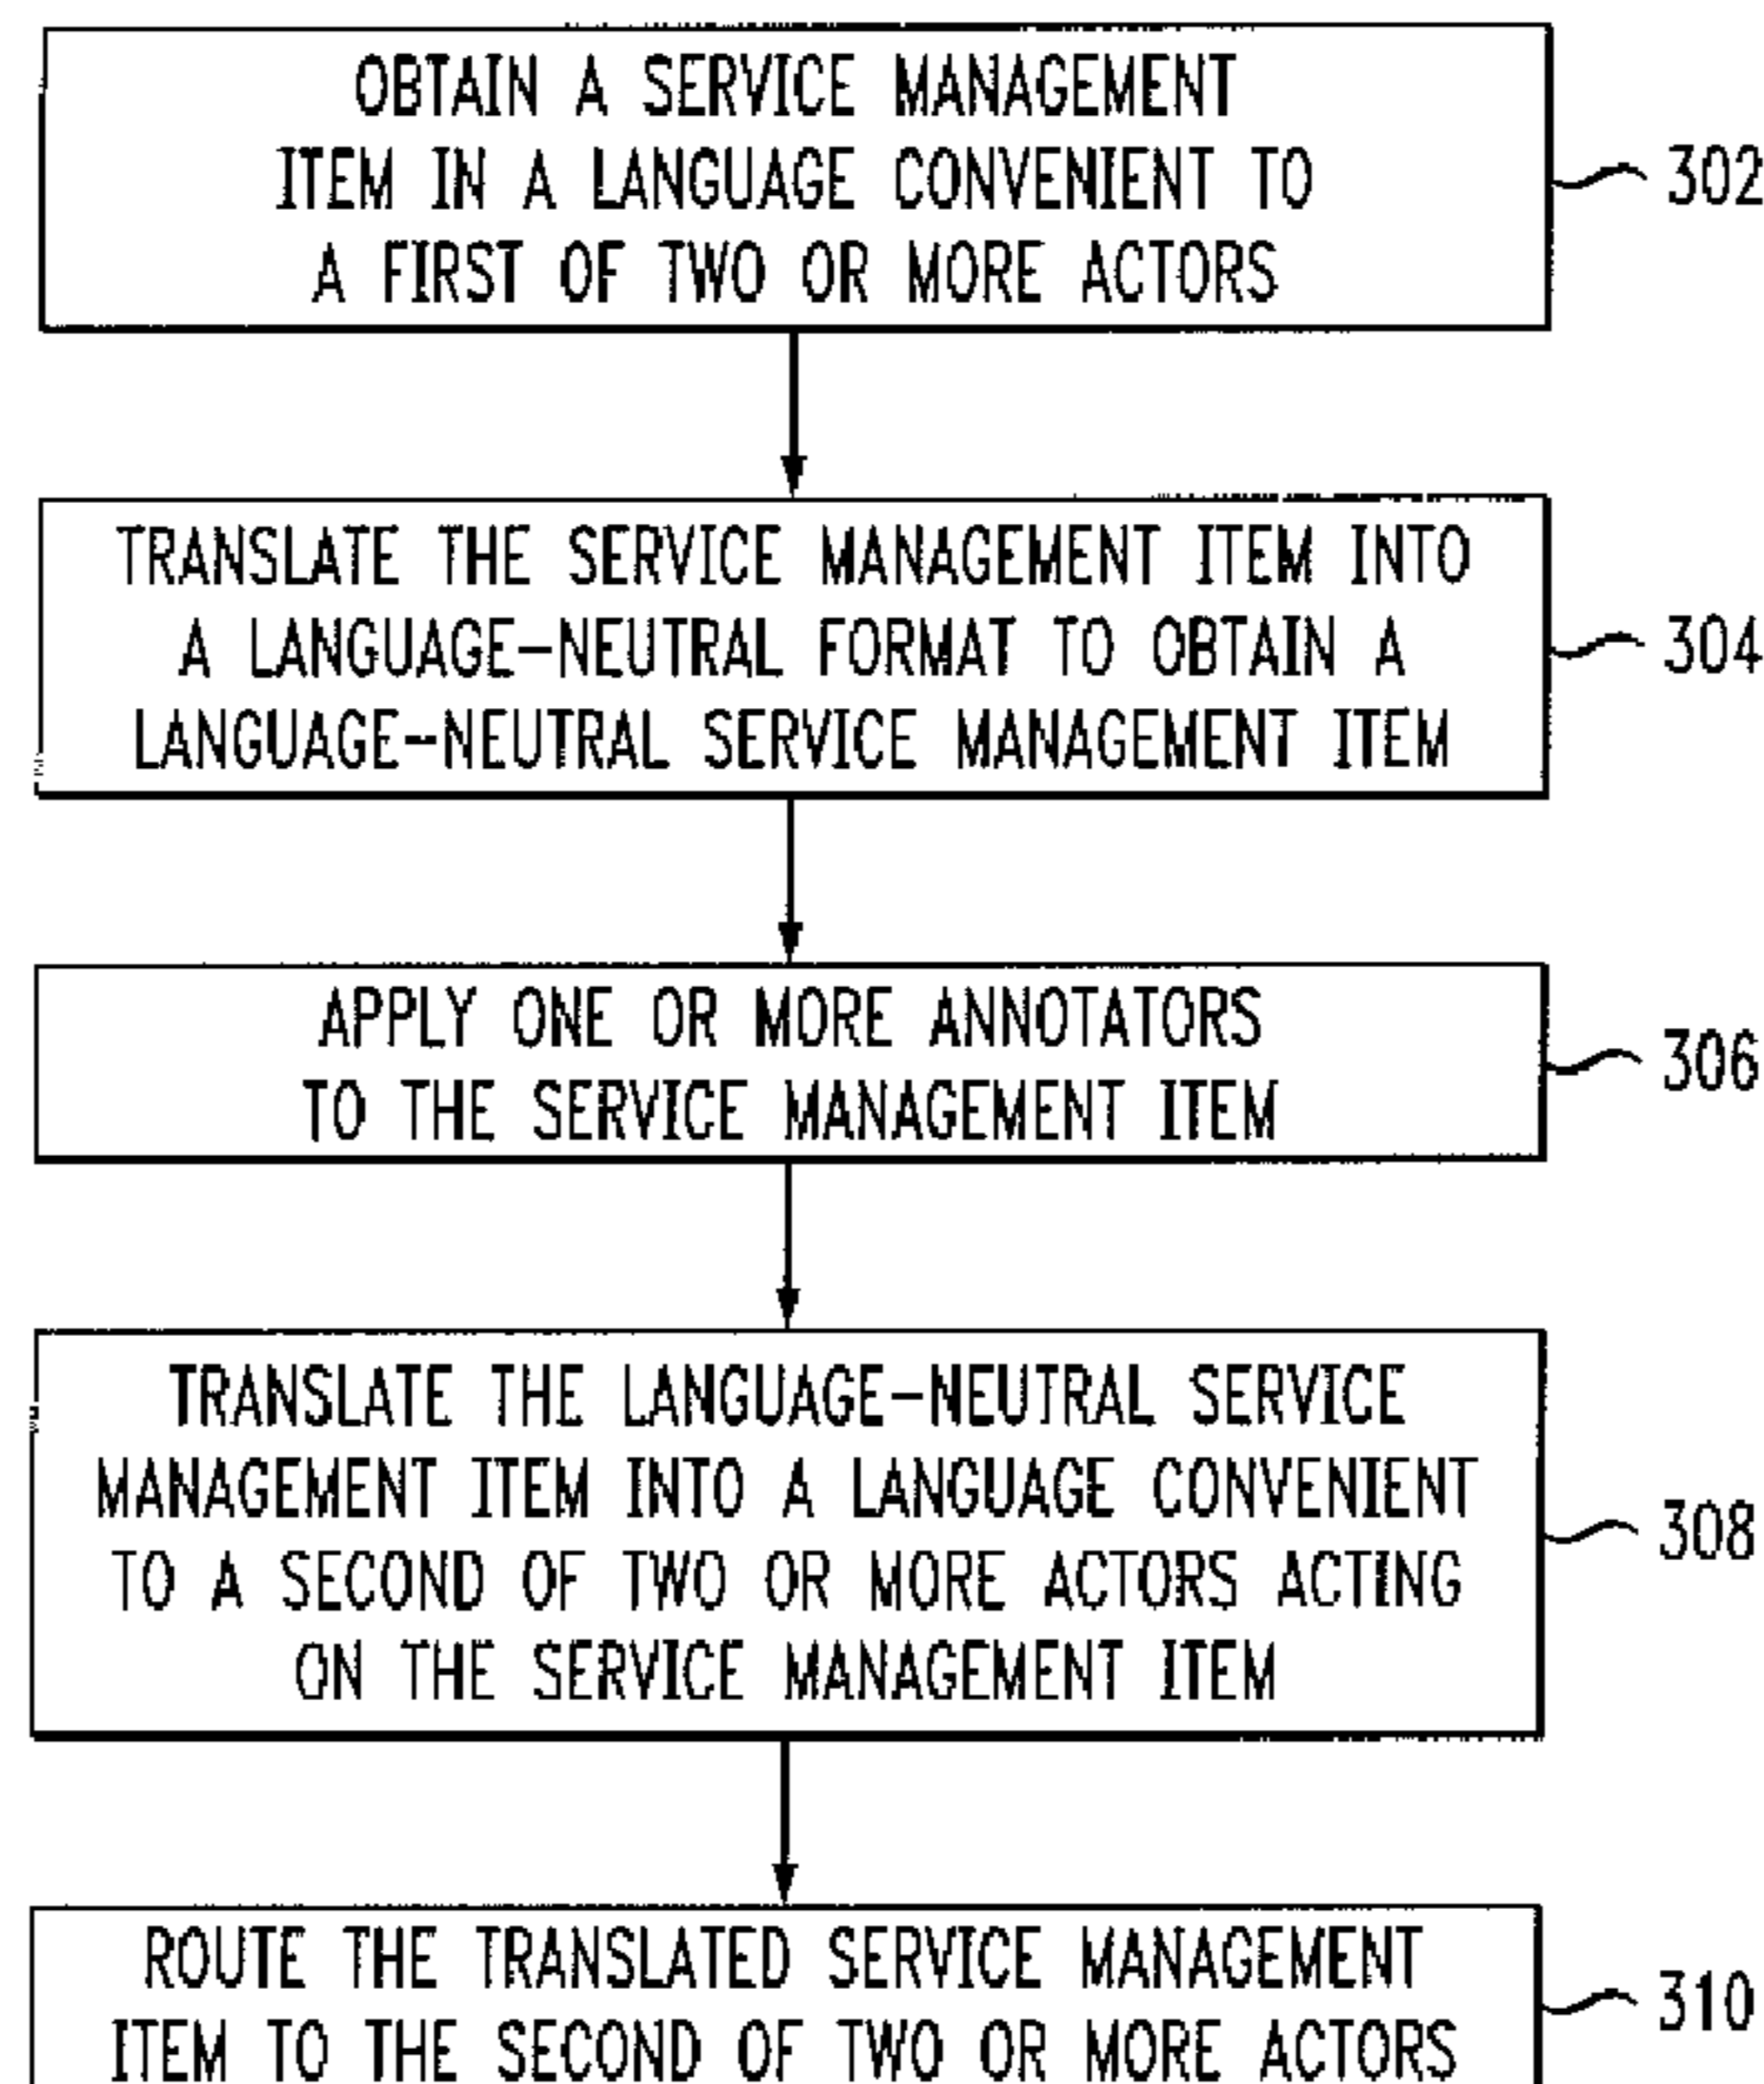 OBTAIN A SERVICE MANAGEMENT
ITEM IN A LANGUAGE CONVENIENT TO
A FIRST OF TWO OR MORE ACTORS
302
TRANSLATE THE SERVICE MANAGEMENT ITEM INTO
A LANGUAGE-NEUTRAL FORMAT TO OBTAIN A
LANGUAGE-NEUTRAL SERVICE MANAGEMENT ITEM
304
APPLY ONE OR MORE ANNOTATORS
TO THE SERVICE MANAGEMENT ITEM
306
TRANSLATE THE LANGUAGE-NEUTRAL SERVICE
MANAGEMENT ITEM INTO A LANGUAGE CONVENIENT
TO A SECOND OF TWO OR MORE ACTORS ACTING
ON THE SERVICE MANAGEMENT ITEM
308
ROUTE THE TRANSLATED SERVICE MANAGEMENT
ITEM TO THE SECOND OF TWO OR MORE ACTORS
310